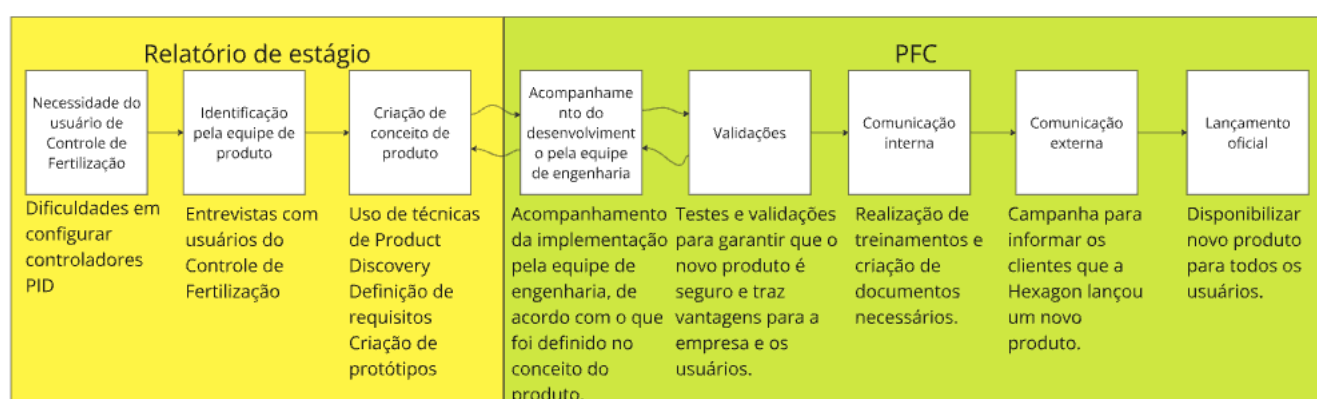 Relatório de estágio
Necessidade do
usuário de
Controle de
Fertilização
Identificação
pela equipe de
produto
Criação de
conceito de
produto
Dificuldades em
configurar
controladores
PID
Entrevistas com
usuários do
Controle de
Fertilização
Uso de técnicas
de Product
Discovery
Definição de
requisitos
Criação de
protótipos
PFC
Acompanhame
nto do
desenvolviment
o pela equipe
de engenharia
Validações
Comunicação
interna
Comunicação
externa
Lançamento
oficial
Acompanhamento
da implementação
pela equipe de
engenharia, de
acordo com o que
foi definido no
conceito do
produto.
Testes e validações
para garantir que o
novo produto é
seguro e traz
vantagens para a
empresa e os
usuários.
Realização de
treinamentos e
criação de
documentos
necessários.
Campanha para
informar os
clientes que a
Hexagon lançou
um novo
produto.
Disponibilizar
novo produto
para todos os
usuários.